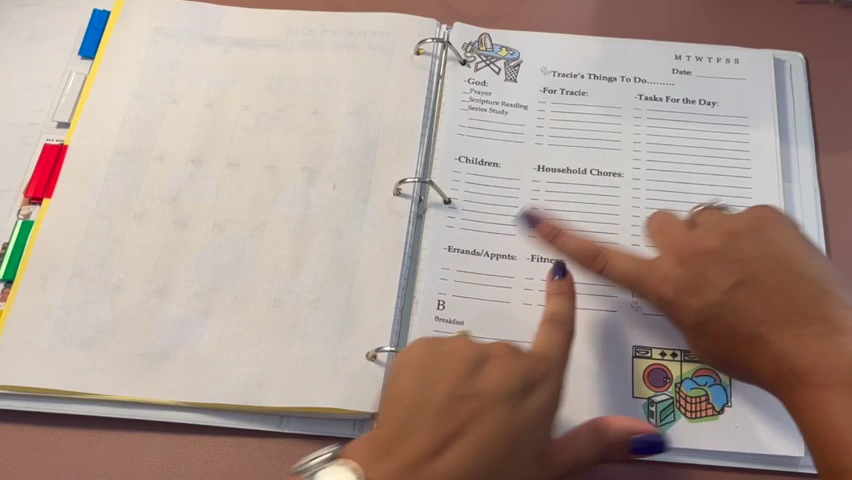 M T W T F S S
Tracie's Things To Do.........
Date: ________
-God:
__Prayer
__Scripture Reading
__Series Study
-For Tracie:
-Tasks For the Day:
-Children:
-Household Chores:
-Errands/Appnts:
-Fitness:
B
Breakfast